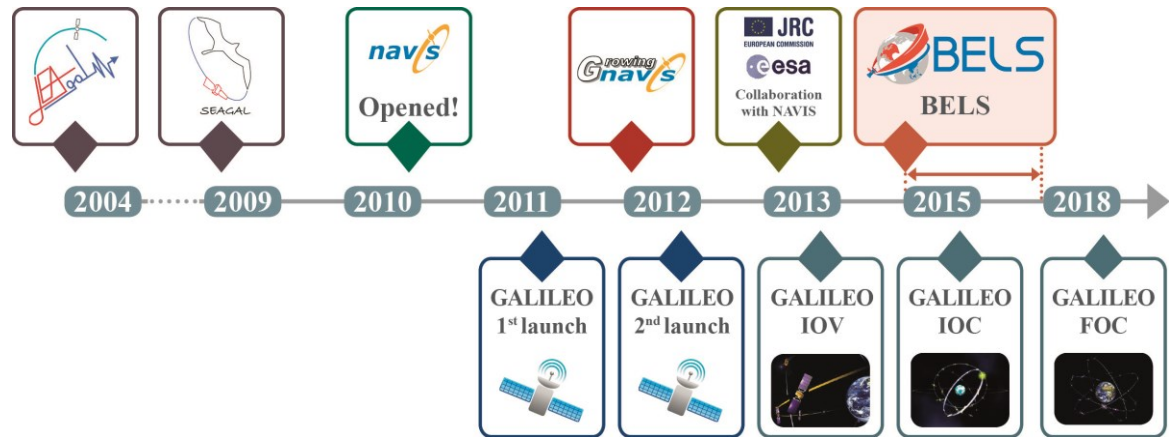 SEAGAL
navis
Opened!
Growing
navis
JRC
EUROPEAN COMMISSION
esa
Collaboration
with NAVIS
BELS
BELS
2004
2009
2010
2011
2012
2013
2015
2018
GALILEO
1st launch
GALILEO
2nd launch
GALILEO
IOV
GALILEO
IOC
GALILEO
FOC